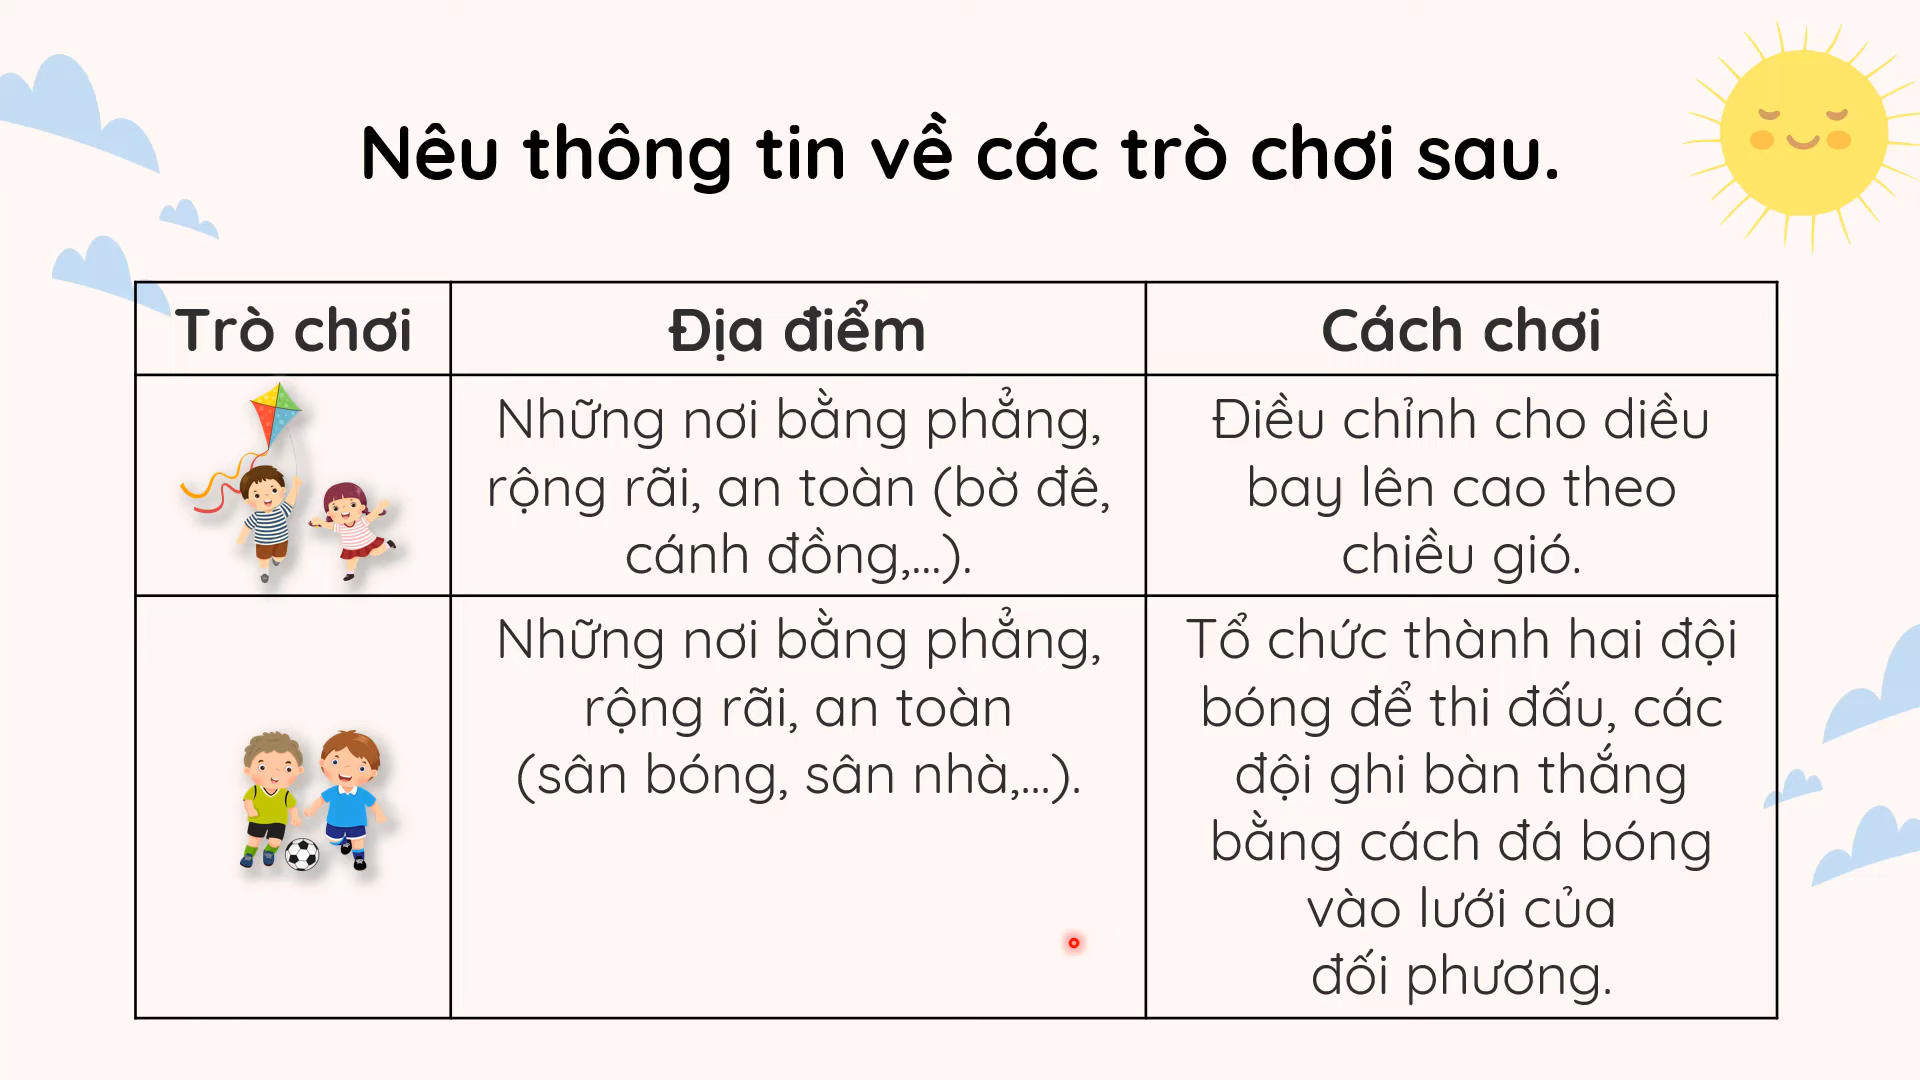 Nêu thông tin về các trò chơi sau.
Trò chơi
Địa điểm
Cách chơi
Những nơi bằng phẳng,
rộng rãi, an toàn (bờ đê,
cánh đồng,...).
Điều chỉnh cho diều
bay lên cao theo
chiều gió.
Những nơi bằng phẳng,
rộng rãi, an toàn
(sân bóng, sân nhà,...).
Tổ chức thành hai đội
bóng để thi đấu, các
đội ghi bàn thắng
bằng cách đá bóng
vào lưới của
đối phương.